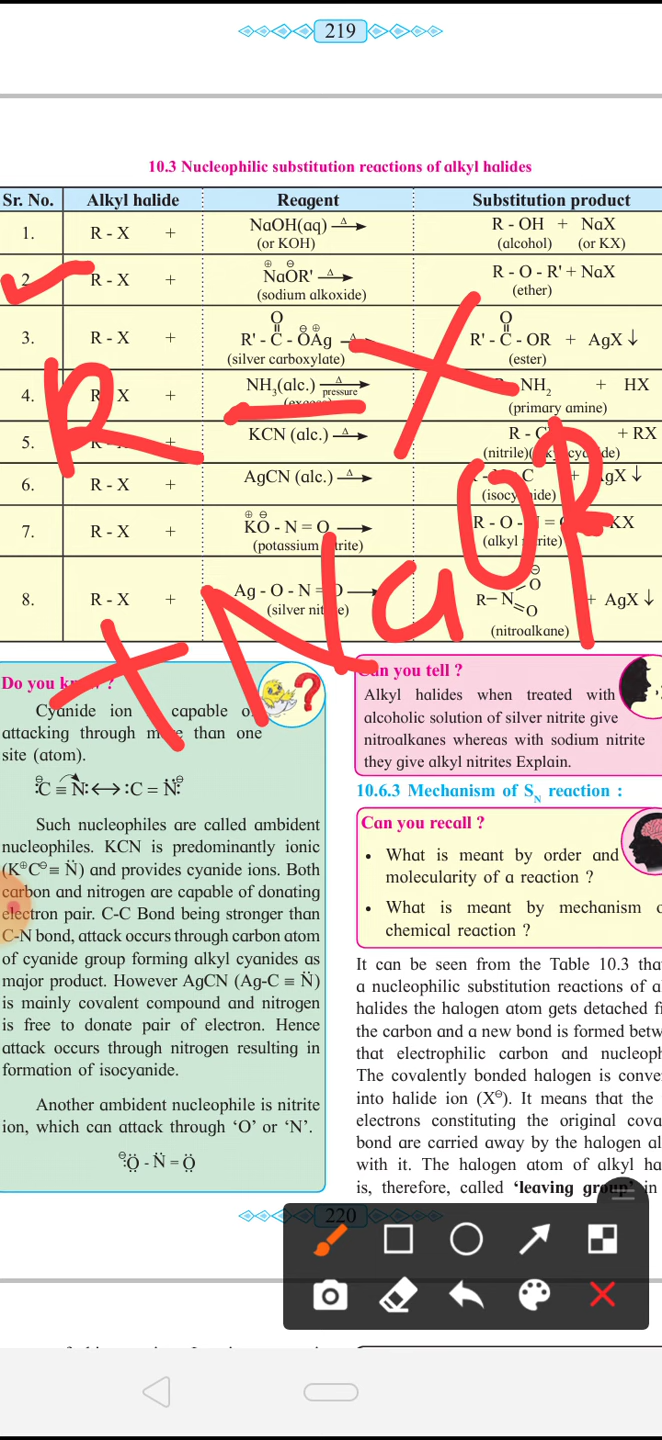 219
10.3 Nucleophilic substitution reactions of alkyl halides
Sr. No. Alkyl halide Reagent Substitution product
1. R - X + NaOH(aq) Δ→ R - OH + NaX
(or KOH) (alcohol) (or KX)
2. R - X + ⊕ ⊖
NaOR' Δ→ R - O - R' + NaX
(sodium alkoxide) (ether)
3. R - X + O ⊖ ⊕ O
R' - C - OAg R' - C - OR + AgX ↓
(silver carboxylate) (ester)
4. R X + NH3(alc.) Δ→ pressure NH2 + HX
(primary amine)
5. + KCN (alc.) Δ→ R - C + RX
(nitrile)
6. R - X + AgCN (alc.) Δ→ C + gX ↓
7. R - X + ⊕ ⊖
KO - N = O → R - O - = KX
(potassium (alkyl
8. R - X + Ag - O - N = → R - N O O + AgX ↓
(silver (nitroalkane)
R - X
+ NaOR
Do you ?
Cyanide ion capable
attacking through than one
site (atom).
⊖:C ≡ N: ↔ :C = N:⊖
Such nucleophiles are called ambident
nucleophiles. KCN is predominantly ionic
(K⊕C⊖ ≡ N) and provides cyanide ions. Both
carbon and nitrogen are capable of donating
electron pair. C-C Bond being stronger than
C-N bond, attack occurs through carbon atom
of cyanide group forming alkyl cyanides as
major product. However AgCN (Ag-C ≡ N)
is mainly covalent compound and nitrogen
is free to donate pair of electron. Hence
attack occurs through nitrogen resulting in
formation of isocyanide.
Another ambident nucleophile is nitrite
ion, which can attack through ‘O’ or ‘N’.
⊖:O - N = O
Can you tell ?
Alkyl halides when treated with
alcoholic solution of silver nitrite give
nitroalkanes whereas with sodium nitrite
they give alkyl nitrites Explain.
10.6.3 Mechanism of SN reaction :
Can you recall ?
• What is meant by order and
molecularity of a reaction ?
• What is meant by mechanism
chemical reaction ?
It can be seen from the Table 10.3 tha
a nucleophilic substitution reactions of a
halides the halogen atom gets detached f
the carbon and a new bond is formed betw
that electrophilic carbon and nucleoph
The covalently bonded halogen is conve
into halide ion (X⊖). It means that the
electrons constituting the original cova
bond are carried away by the halogen al
with it. The halogen atom of alkyl ha
is, therefore, called ‘leaving group’ in
220